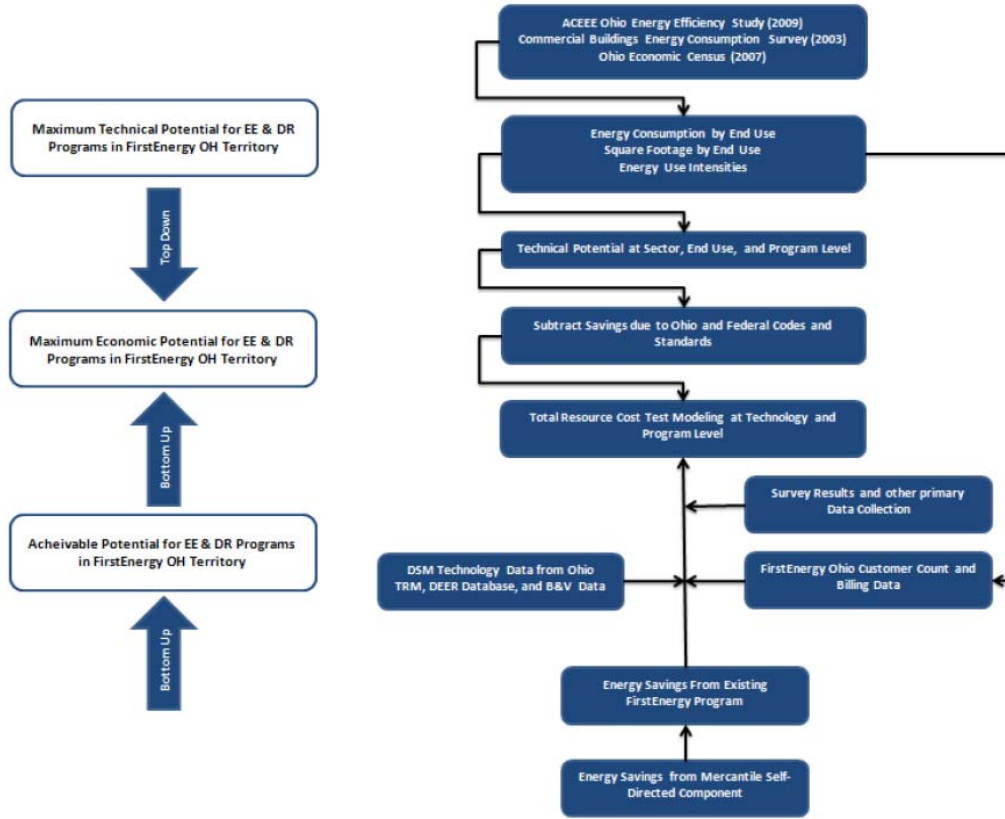 Maximum Technical Potential for EE & DR
Programs in FirstEnergy OH Territory
Top Down
Maximum Economic Potential for EE & DR
Programs in FirstEnergy OH Territory
Bottom Up
Acheivable Potential for EE & DR Programs
in FirstEnergy OH Territory
Bottom Up
ACEEE Ohio Energy Efficiency Study (2009)
Commercial Buildings Energy Consumption Survey (2003)
Ohio Economic Census (2007)
Energy Consumption by End Use
Square Footage by End Use
Energy Use Intensities
Technical Potential at Sector, End Use, and Program Level
Subtract Savings due to Ohio and Federal Codes and
Standards
Total Resource Cost Test Modeling at Technology and
Program Level
Survey Results and other primary
Data Collection
DSM Technology Data from Ohio
TRM, DEER Database, and B&V Data
FirstEnergy Ohio Customer Count and
Billing Data
Energy Savings From Existing
FirstEnergy Program
Energy Savings from Mercantile Self-
Directed Component